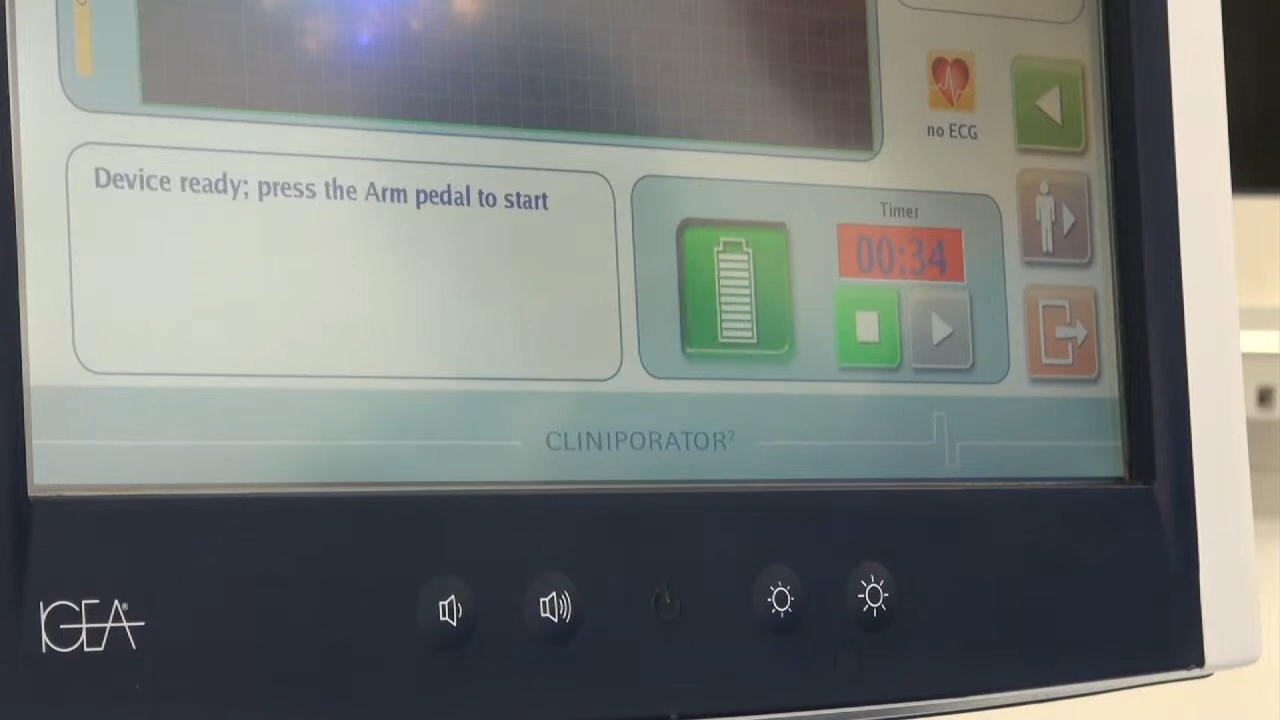 no ECG
Device ready; press the Arm pedal to start
Timer
00:34
CLINIPORATOR²
IGEA®